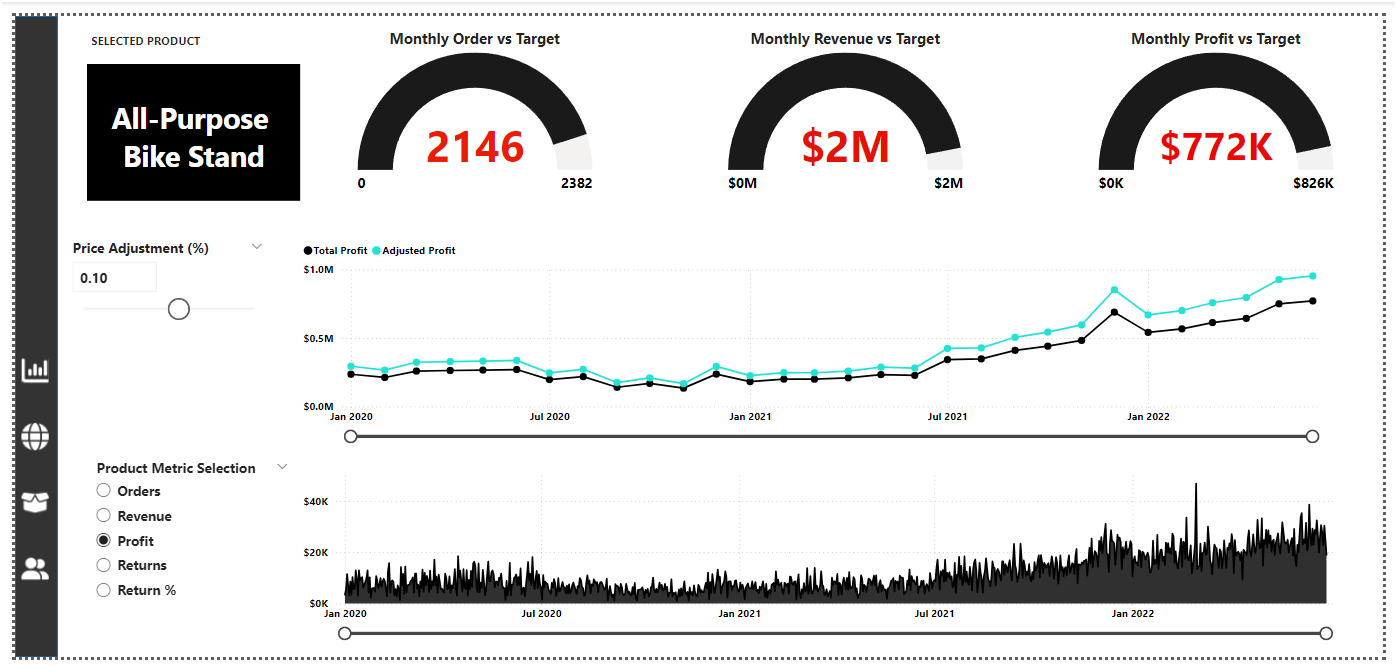 SELECTED PRODUCT
All-Purpose
Bike Stand
Monthly Order vs Target
2146
0
2382
Monthly Revenue vs Target
$2M
$0M
$2M
Monthly Profit vs Target
$772K
$0K
$826K
Price Adjustment (%)
0.10
Total Profit
Adjusted Profit
$1.0M
$0.5M
$0.0M
Jan 2020
Jul 2020
Jan 2021
Jul 2021
Jan 2022
Product Metric Selection
Orders
Revenue
Profit
Returns
Return %
$40K
$20K
$0K
Jan 2020
Jul 2020
Jan 2021
Jul 2021
Jan 2022